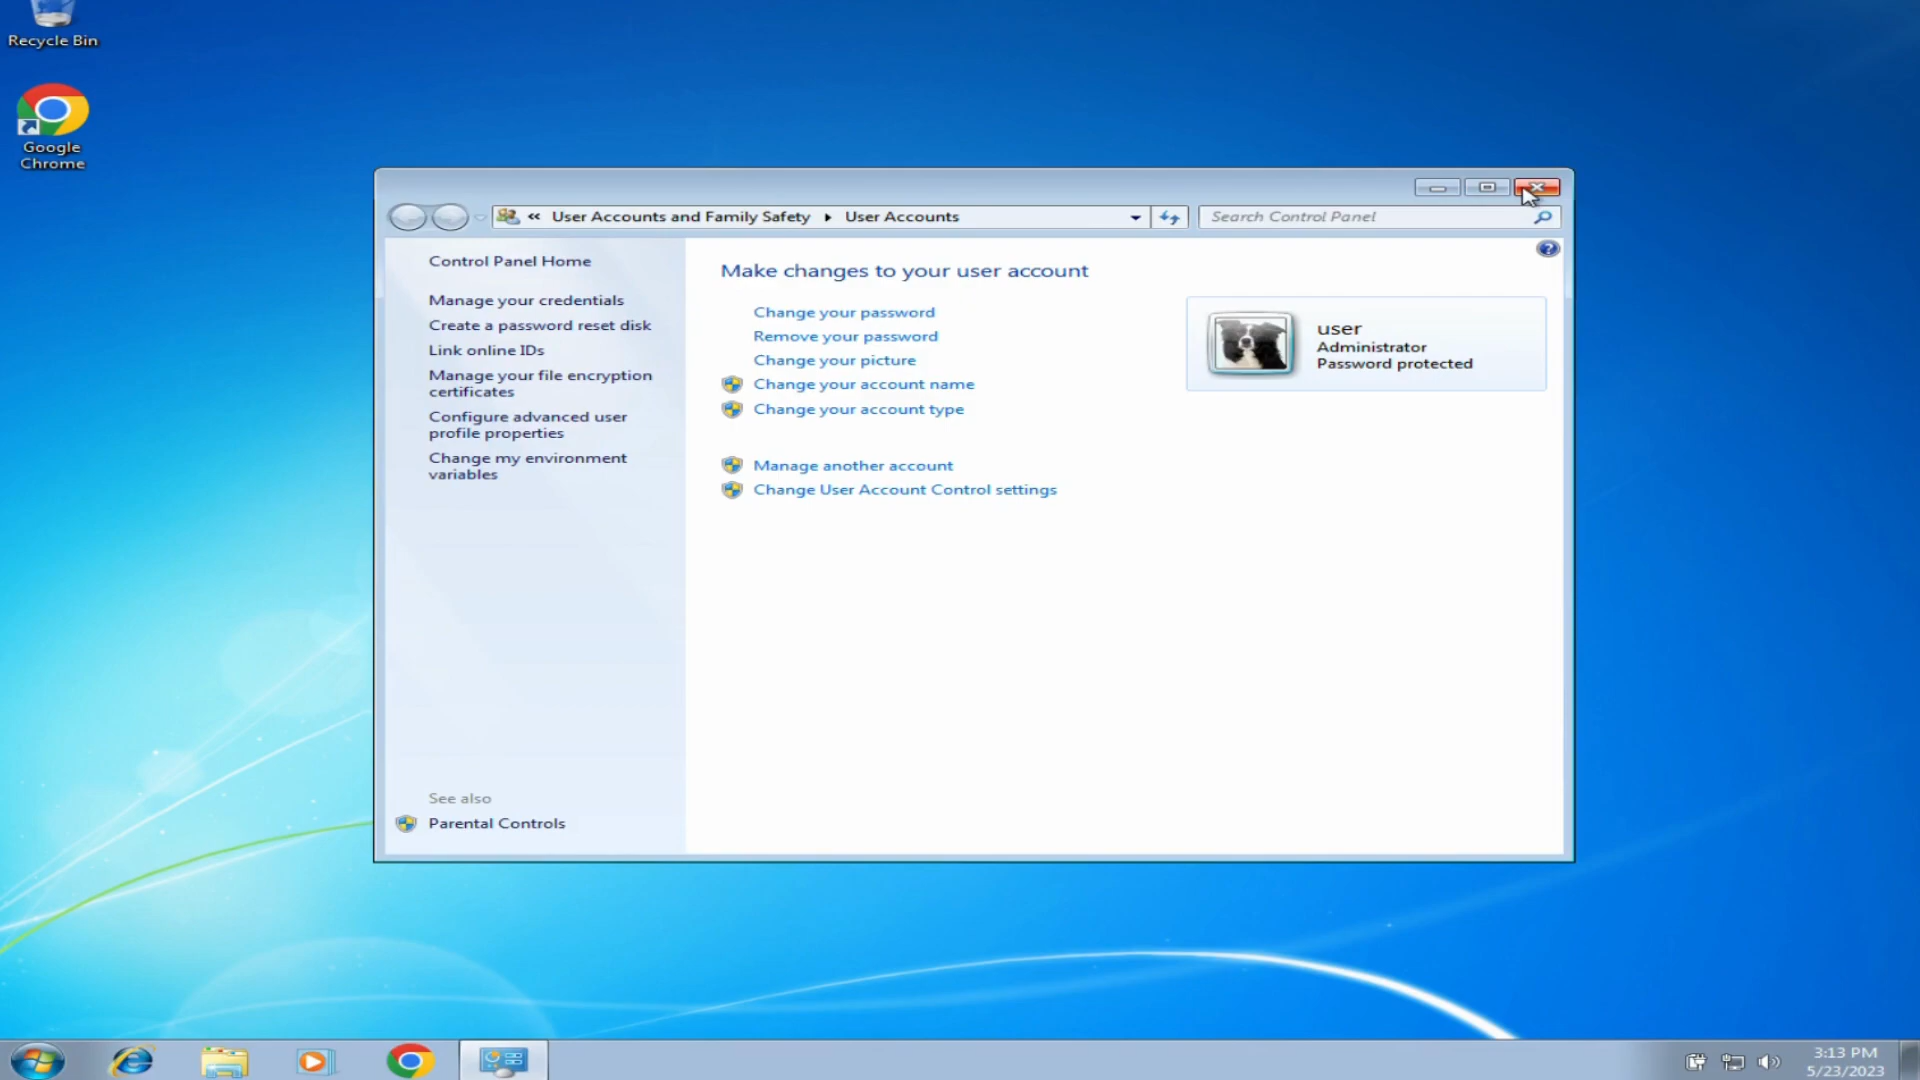 Recycle Bin
Google
Chrome
« User Accounts and Family Safety ▸ User Accounts
Search Control Panel
Control Panel Home
Manage your credentials
Create a password reset disk
Link online IDs
Manage your file encryption
certificates
Configure advanced user
profile properties
Change my environment
variables
See also
Parental Controls
Make changes to your user account
Change your password
Remove your password
Change your picture
Change your account name
Change your account type
Manage another account
Change User Account Control settings
user
Administrator
Password protected
3:13 PM
5/23/2023